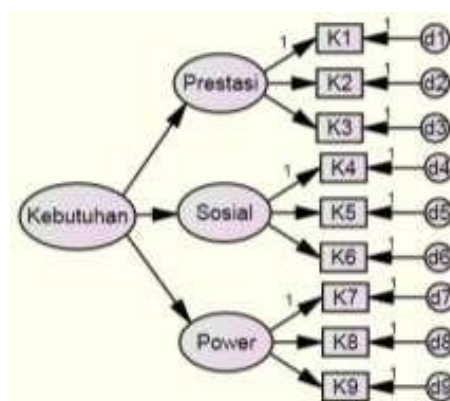 1 K1 1 d1
Prestasi K2 1 d2
K3 1 d3
1 K4 1 d4
Kebutuhan Sosial K5 1 d5
K6 1 d6
1 K7 1 d7
Power K8 1 d8
K9 1 d9